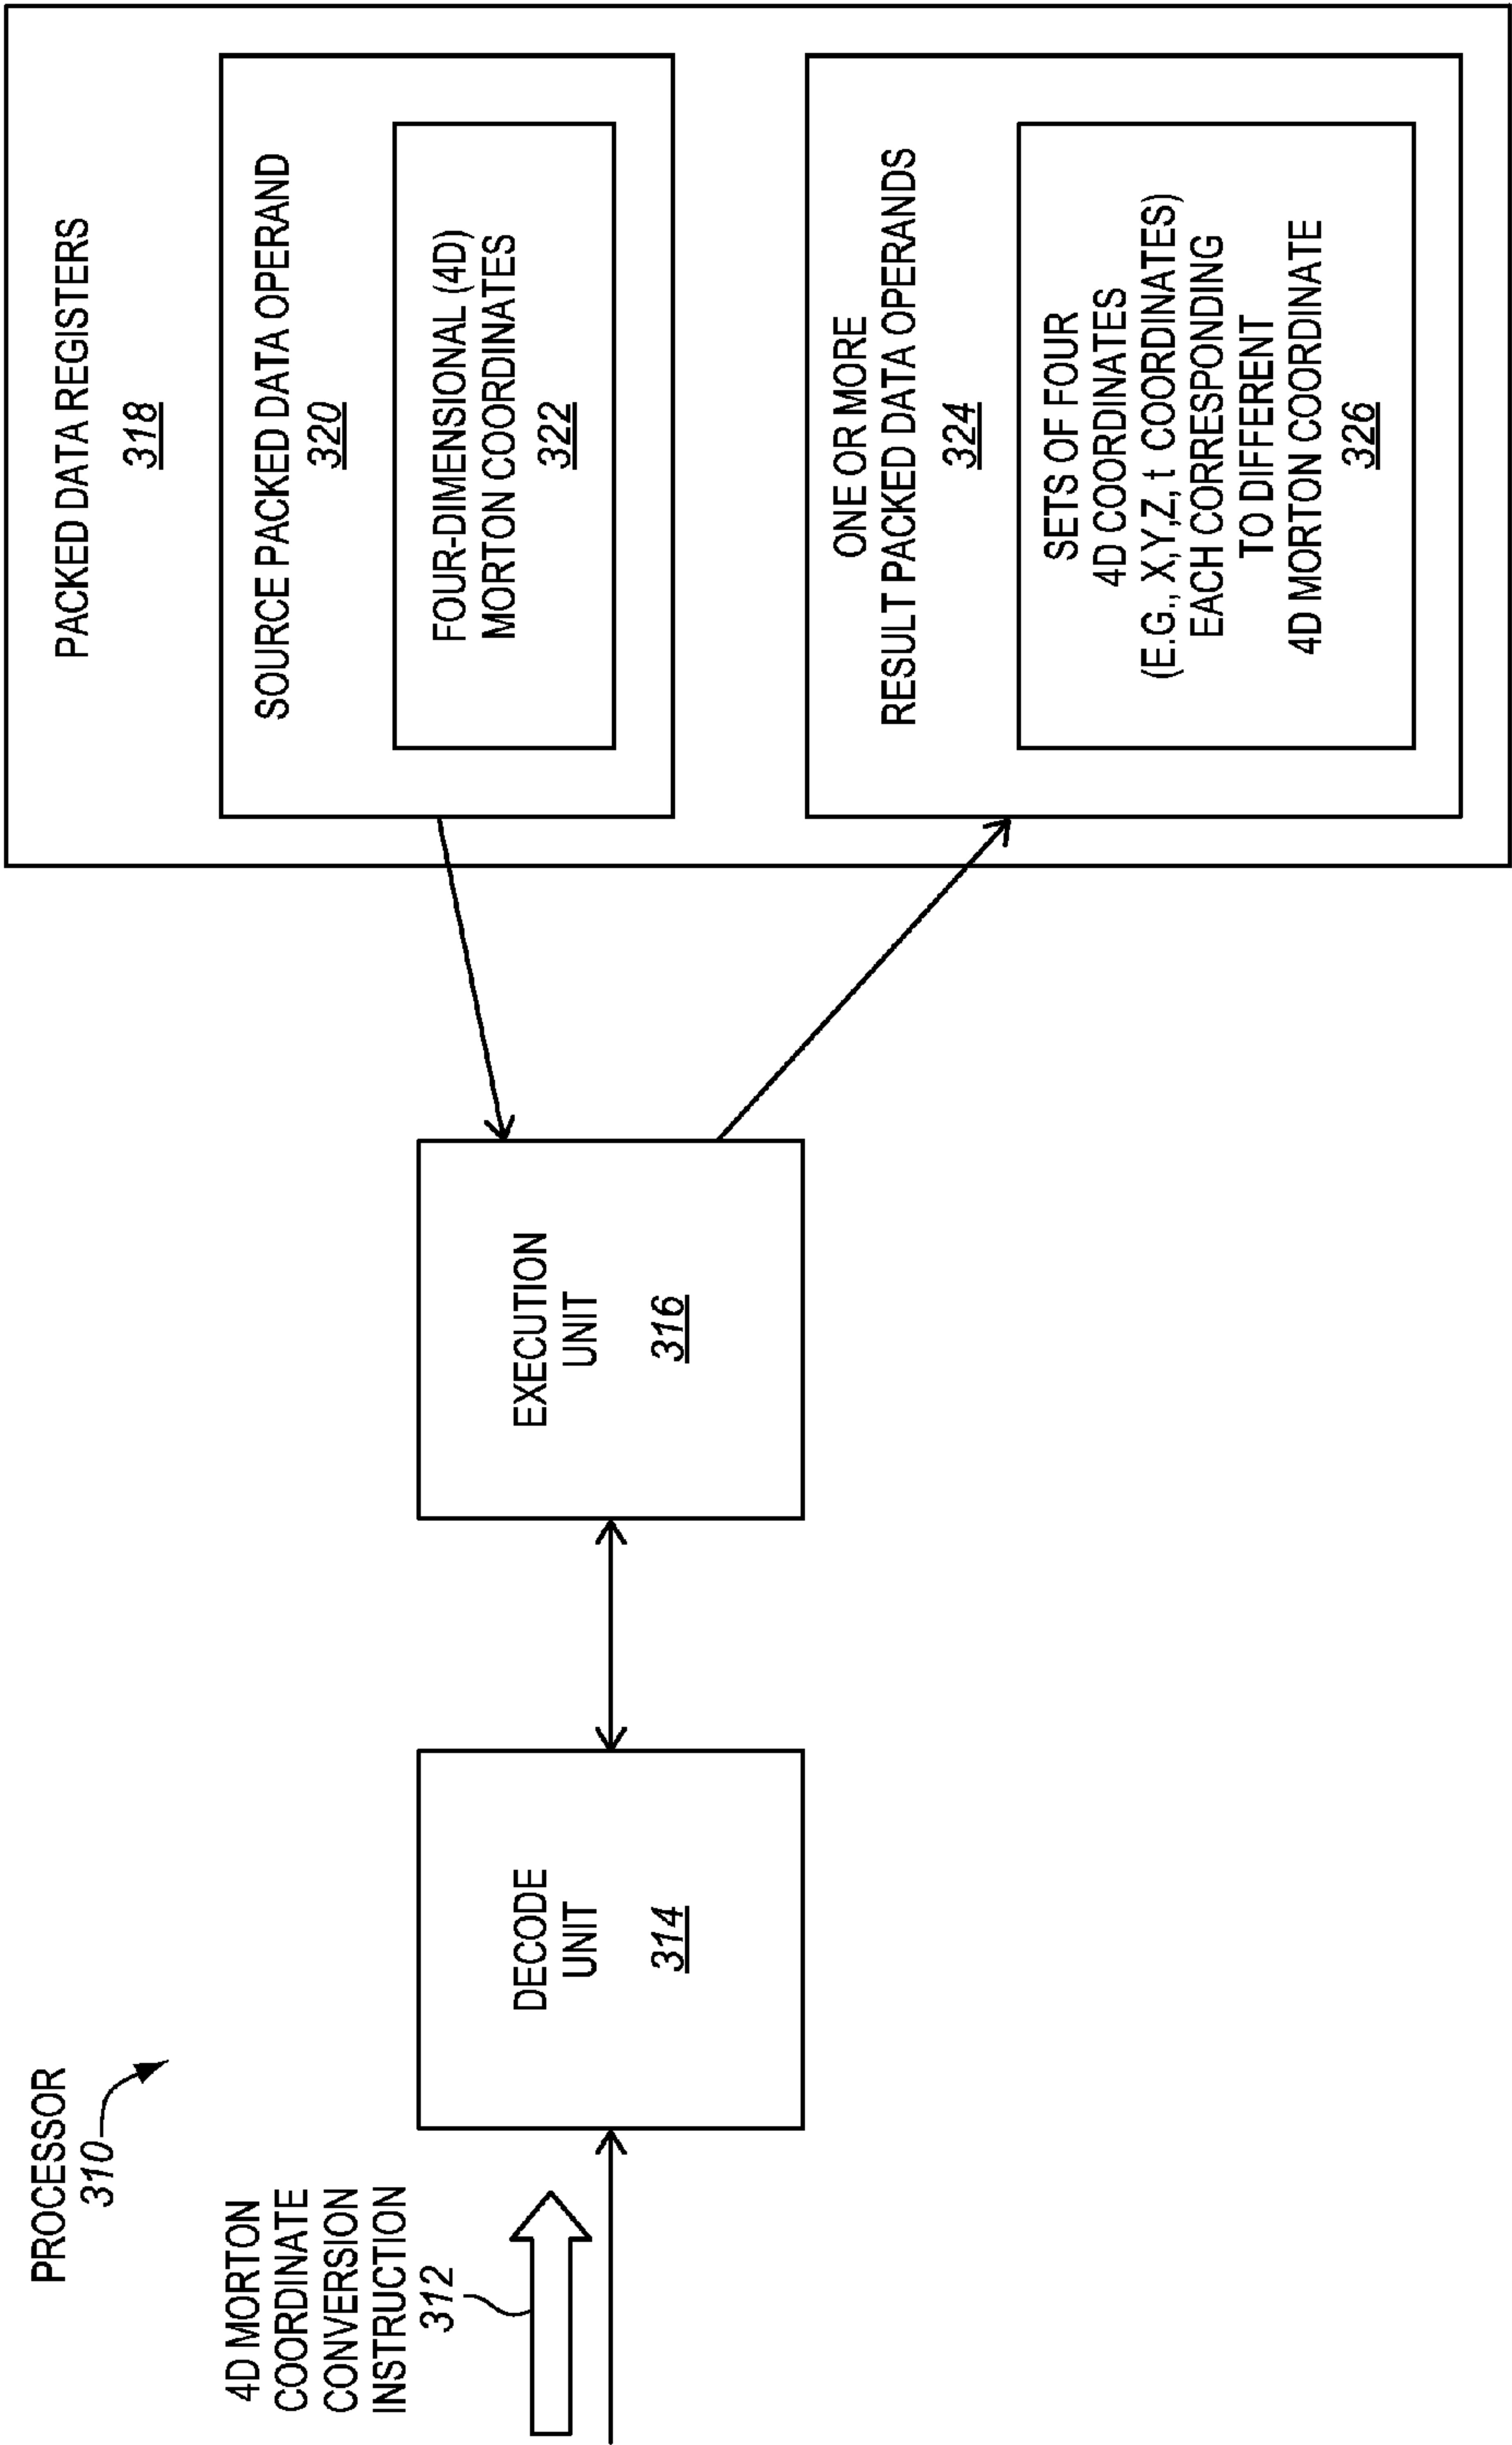 PROCESSOR
310
4D MORTON
COORDINATE
CONVERSION
INSTRUCTION
312
DECODE
UNIT
314
EXECUTION
UNIT
316
PACKED DATA REGISTERS
318
SOURCE PACKED DATA OPERAND
320
FOUR-DIMENSIONAL (4D)
MORTON COORDINATES
322
ONE OR MORE
RESULT PACKED DATA OPERANDS
324
SETS OF FOUR
4D COORDINATES
(E.G., X,Y,Z, t COORDINATES)
EACH CORRESPONDING
TO DIFFERENT
4D MORTON COORDINATE
326